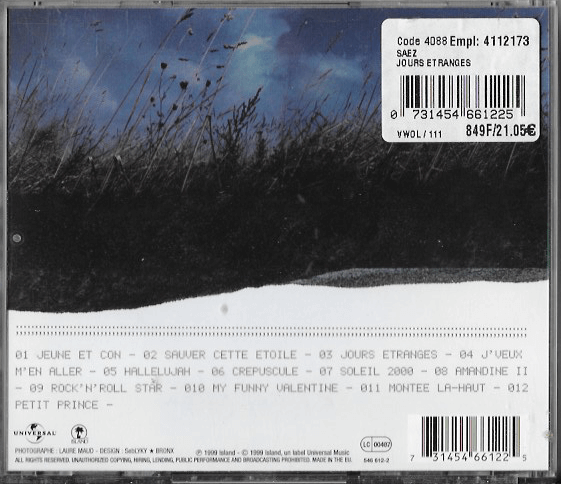 Code 4088 Empl: 4112173
SAEZ
JOURS ETRANGES
0 731454 661225
VWOL / 111 849F/21.05€
01 JEUNE ET CON – 02 SAUVER CETTE ETOILE – 03 JOURS ETRANGES – 04 J'VEUX
M'EN ALLER – 05 HALLELUJAH – 06 CREPUSCULE – 07 SOLEIL 2000 – 08 AMANDINE II
– 09 ROCK'N'ROLL STAR – 010 MY FUNNY VALENTINE – 011 MONTEE LA-HAUT – 012
PETIT PRINCE –
UNIVERSAL
ISLAND
LC 00407
PHOTOGRAPHE : LAURE MAUD - DESIGN : SebLYKY ★ BRONX
℗ 1999 Island - © 1999 Island, un label Universal Music
546 612-2
ALL RIGHTS RESERVED. UNAUTHORIZED COPYING, HIRING, LENDING, PUBLIC PERFORMANCE AND BROADCASTING PROHIBITED. MADE IN THE E.U.
7 31454 66122 5